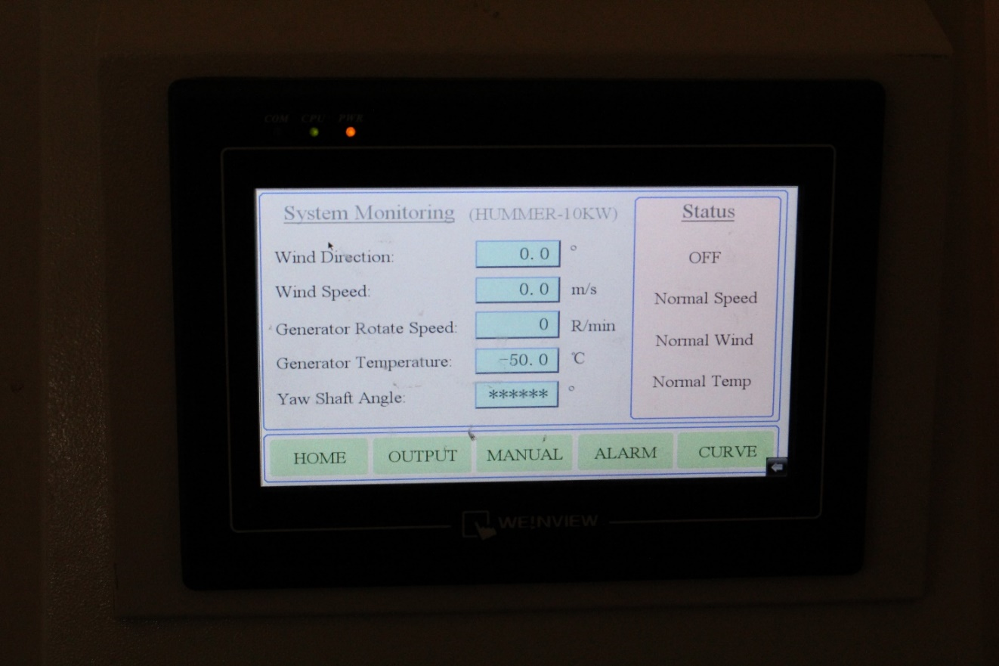 COM CPU PWR
System Monitoring (HUMMER-10KW)
Wind Direction: 0.0 °
Wind Speed: 0.0 m/s
Generator Rotate Speed: 0 R/min
Generator Temperature: -50.0 ℃
Yaw Shaft Angle: ****** °
Status
OFF
Normal Speed
Normal Wind
Normal Temp
HOME OUTPUT MANUAL ALARM CURVE
WE!NVIEW